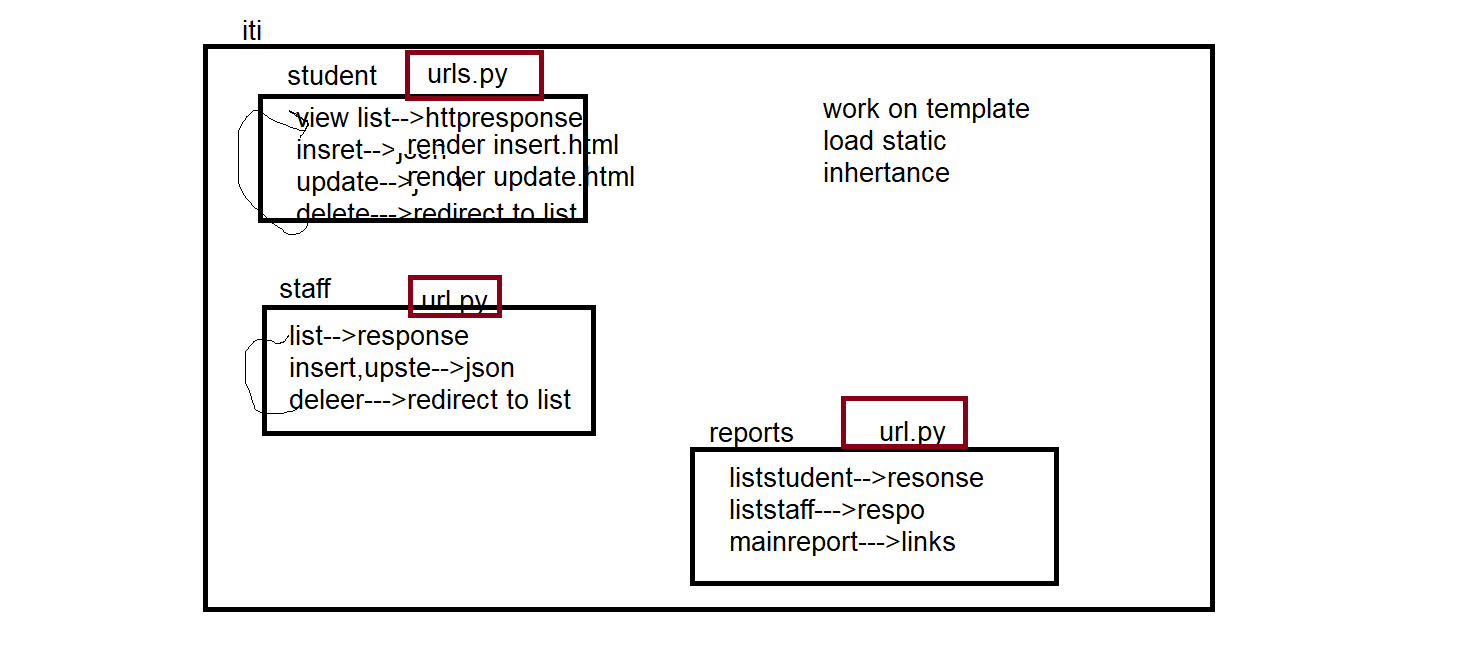 iti
student
urls.py
view list-->httpresponse
insret-->json
render insert.html
update-->
render update.html
delete--->redirect to list
work on template
load static
inhertance
staff
url.py
list-->response
insert,upste-->json
deleer--->redirect to list
reports
url.py
liststudent-->resonse
liststaff--->respo
mainreport--->links